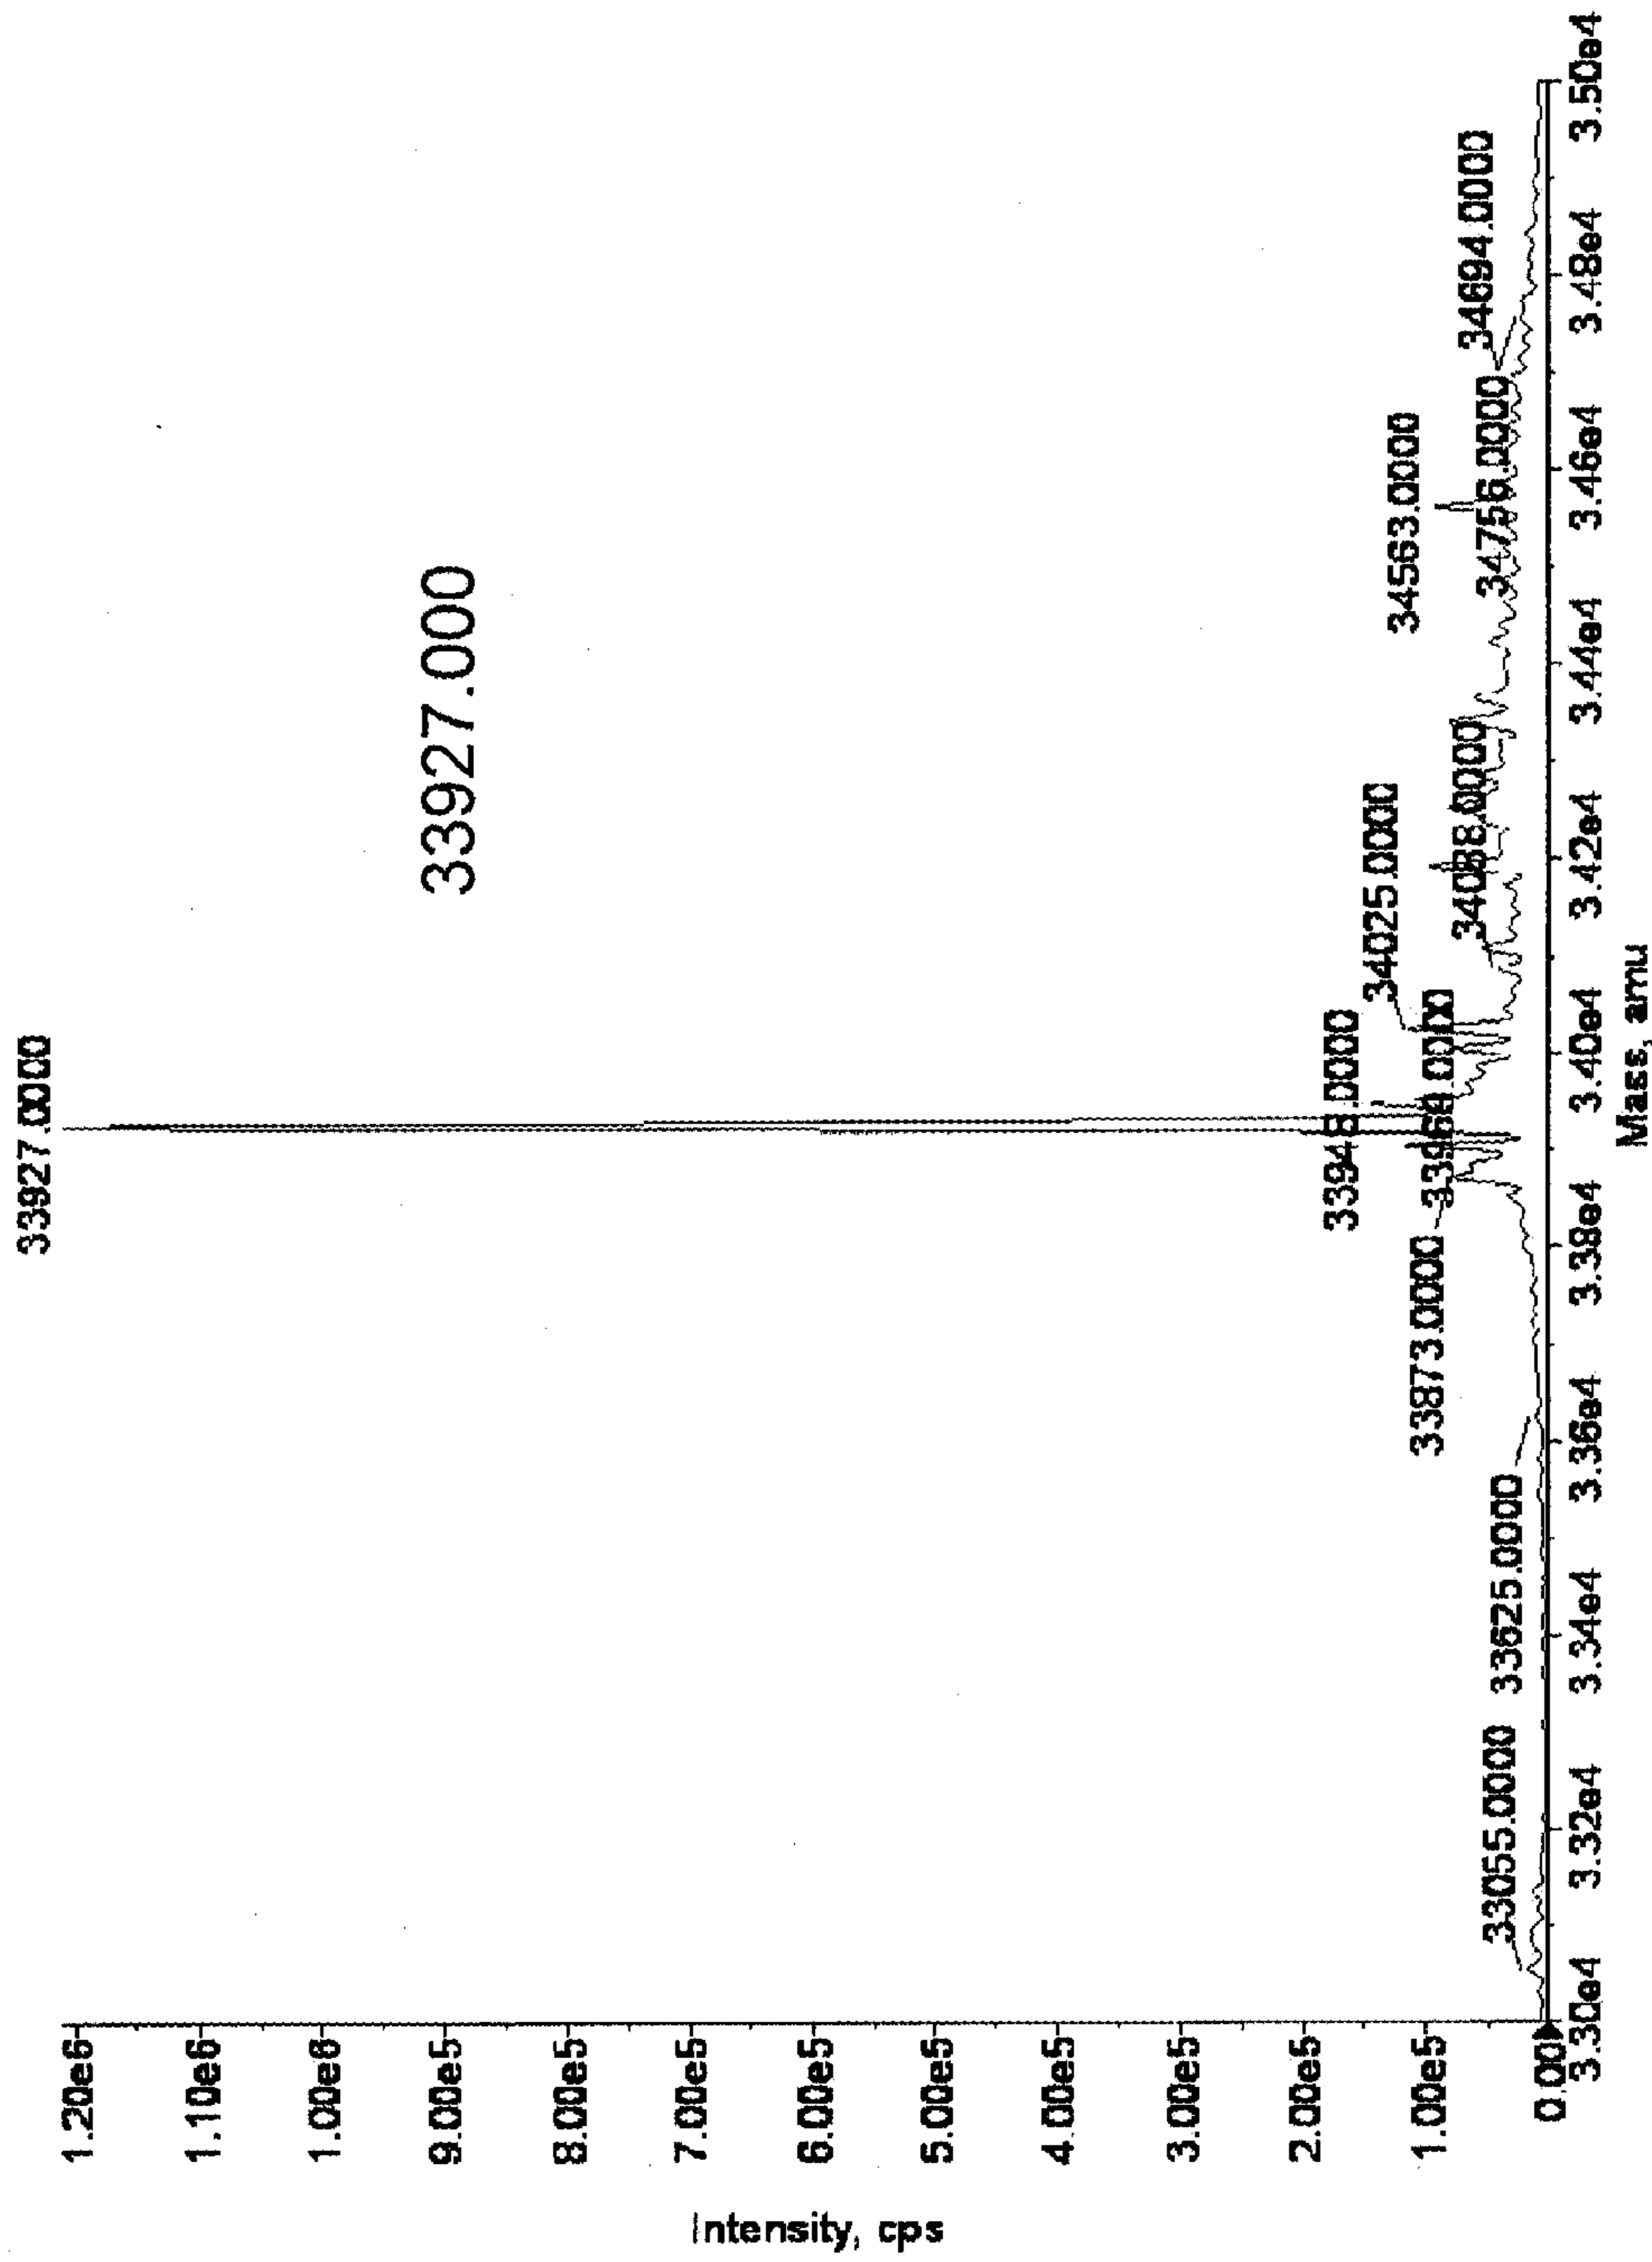 33927.0000
33927.000
Intensity, cps
1.20e6
1.10e6
1.00e6
9.00e5
8.00e5
7.00e5
6.00e5
5.00e5
4.00e5
3.00e5
2.00e5
1.00e5
0.00
33055.0000
33625.0000
33873.0000
33948.0000
33968.0000
34025.0000
34088.0000
34563.0000
34756.0000
34694.0000
3.30e4
3.32e4
3.34e4
3.36e4
3.38e4
3.40e4
3.42e4
3.44e4
3.46e4
3.48e4
3.50e4
Mass, amu